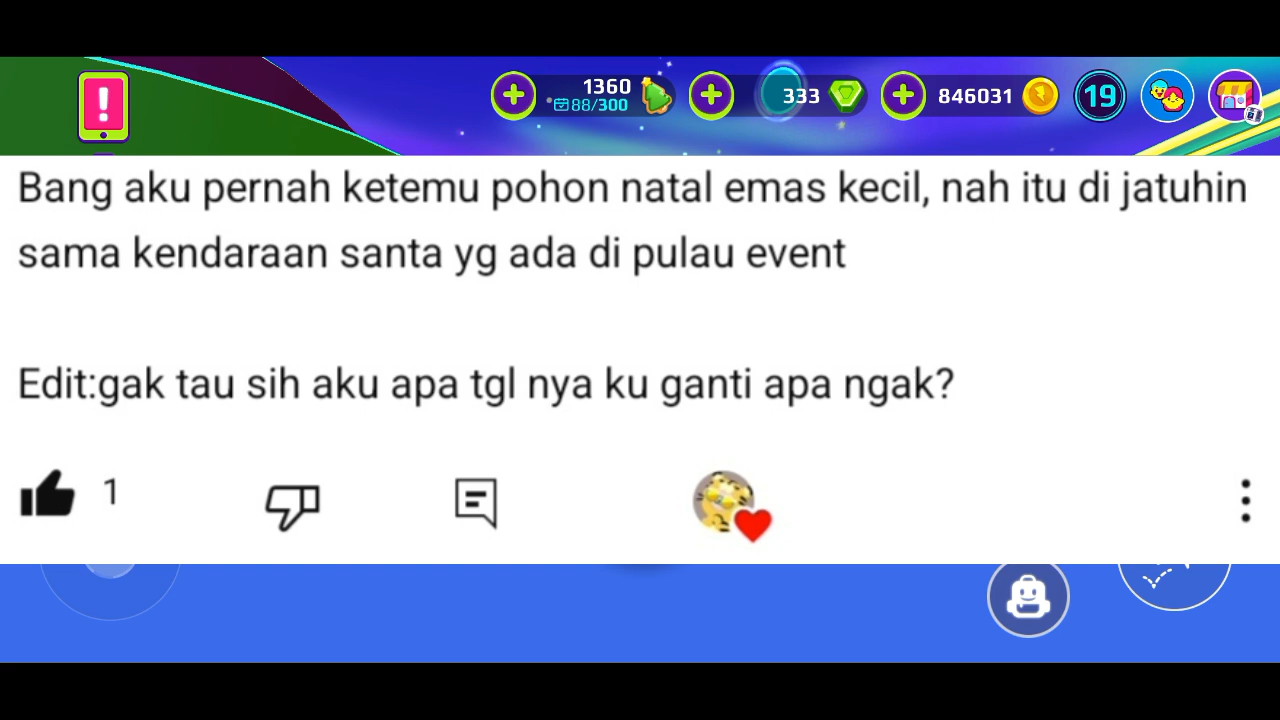 1360
88/300
333
846031
19
Bang aku pernah ketemu pohon natal emas kecil, nah itu di jatuhin
sama kendaraan santa yg ada di pulau event
Edit:gak tau sih aku apa tgl nya ku ganti apa ngak?
1